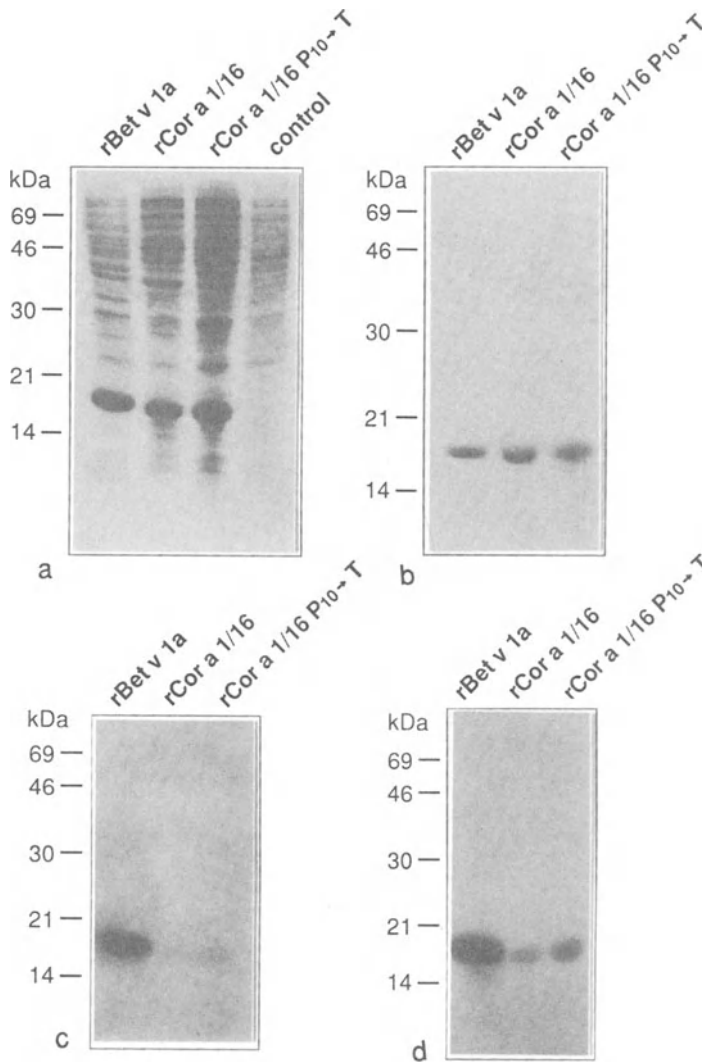 rBet v 1a
rCor a 1/16
rCor a 1/16 P10→T
control
kDa
69
46
30
21
14
a
rBet v 1a
rCor a 1/16
rCor a 1/16 P10→T
kDa
69
46
30
21
14
b
rBet v 1a
rCor a 1/16
rCor a 1/16 P10→T
kDa
69
46
30
21
14
c
rBet v 1a
rCor a 1/16
rCor a 1/16 P10→T
kDa
69
46
30
21
14
d